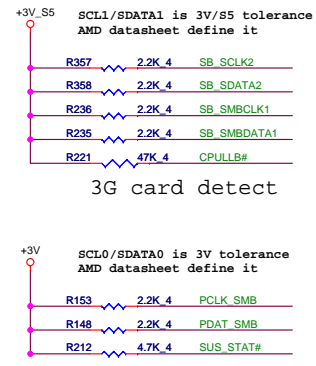 +3V_S5
SCL1/SDATA1 is 3V/S5 tolerance
AMD datasheet define it
R357 2.2K_4 SB_SCLK2
R358 2.2K_4 SB_SDATA2
R236 2.2K_4 SB_SMBCLK1
R235 2.2K_4 SB_SMBDATA1
R221 47K_4 CPULLB#
3G card detect
+3V
SCL0/SDATA0 is 3V tolerance
AMD datasheet define it
R153 2.2K_4 PCLK_SMB
R148 2.2K_4 PDAT_SMB
R212 4.7K_4 SUS_STAT#